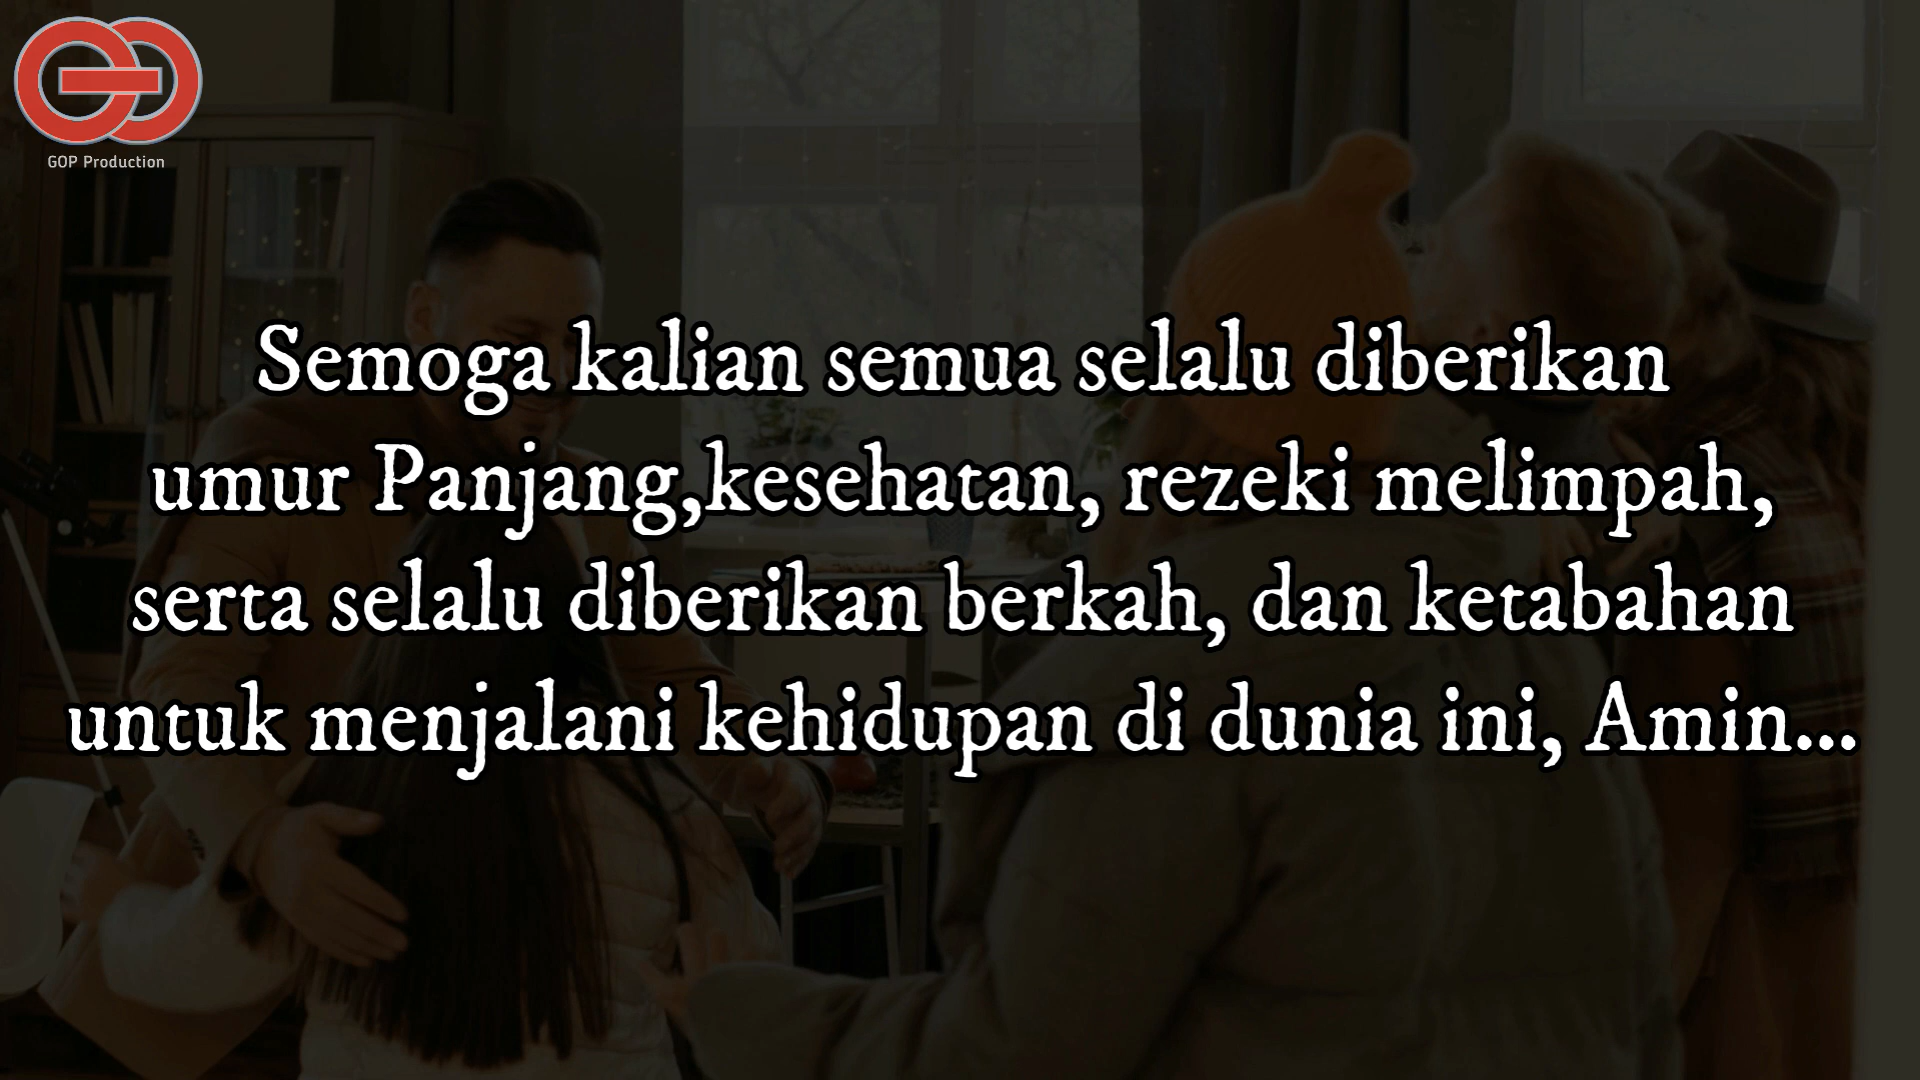 GOP Production
Semoga kalian semua selalu diberikan
umur Panjang,kesehatan, rezeki melimpah,
serta selalu diberikan berkah, dan ketabahan
untuk menjalani kehidupan di dunia ini, Amin...